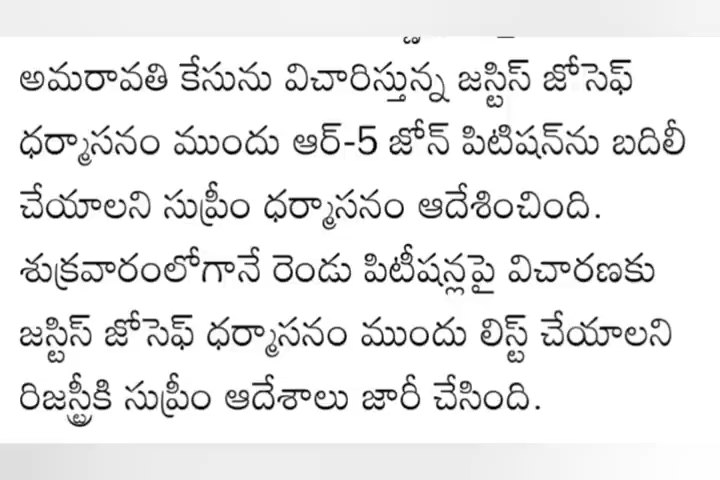 అమరావతి కేసును విచారిస్తున్న జస్టిస్ జోసెఫ్
ధర్మాసనం ముందు ఆర్-5 జోన్ పిటిషన్‌ను బదిలీ
చేయాలని సుప్రీం ధర్మాసనం ఆదేశించింది.
శుక్రవారంలోగానే రెండు పిటీషన్లపై విచారణకు
జస్టిస్ జోసెఫ్ ధర్మాసనం ముందు లిస్ట్ చేయాలని
రిజస్ట్రీకి సుప్రీం ఆదేశాలు జారీ చేసింది.